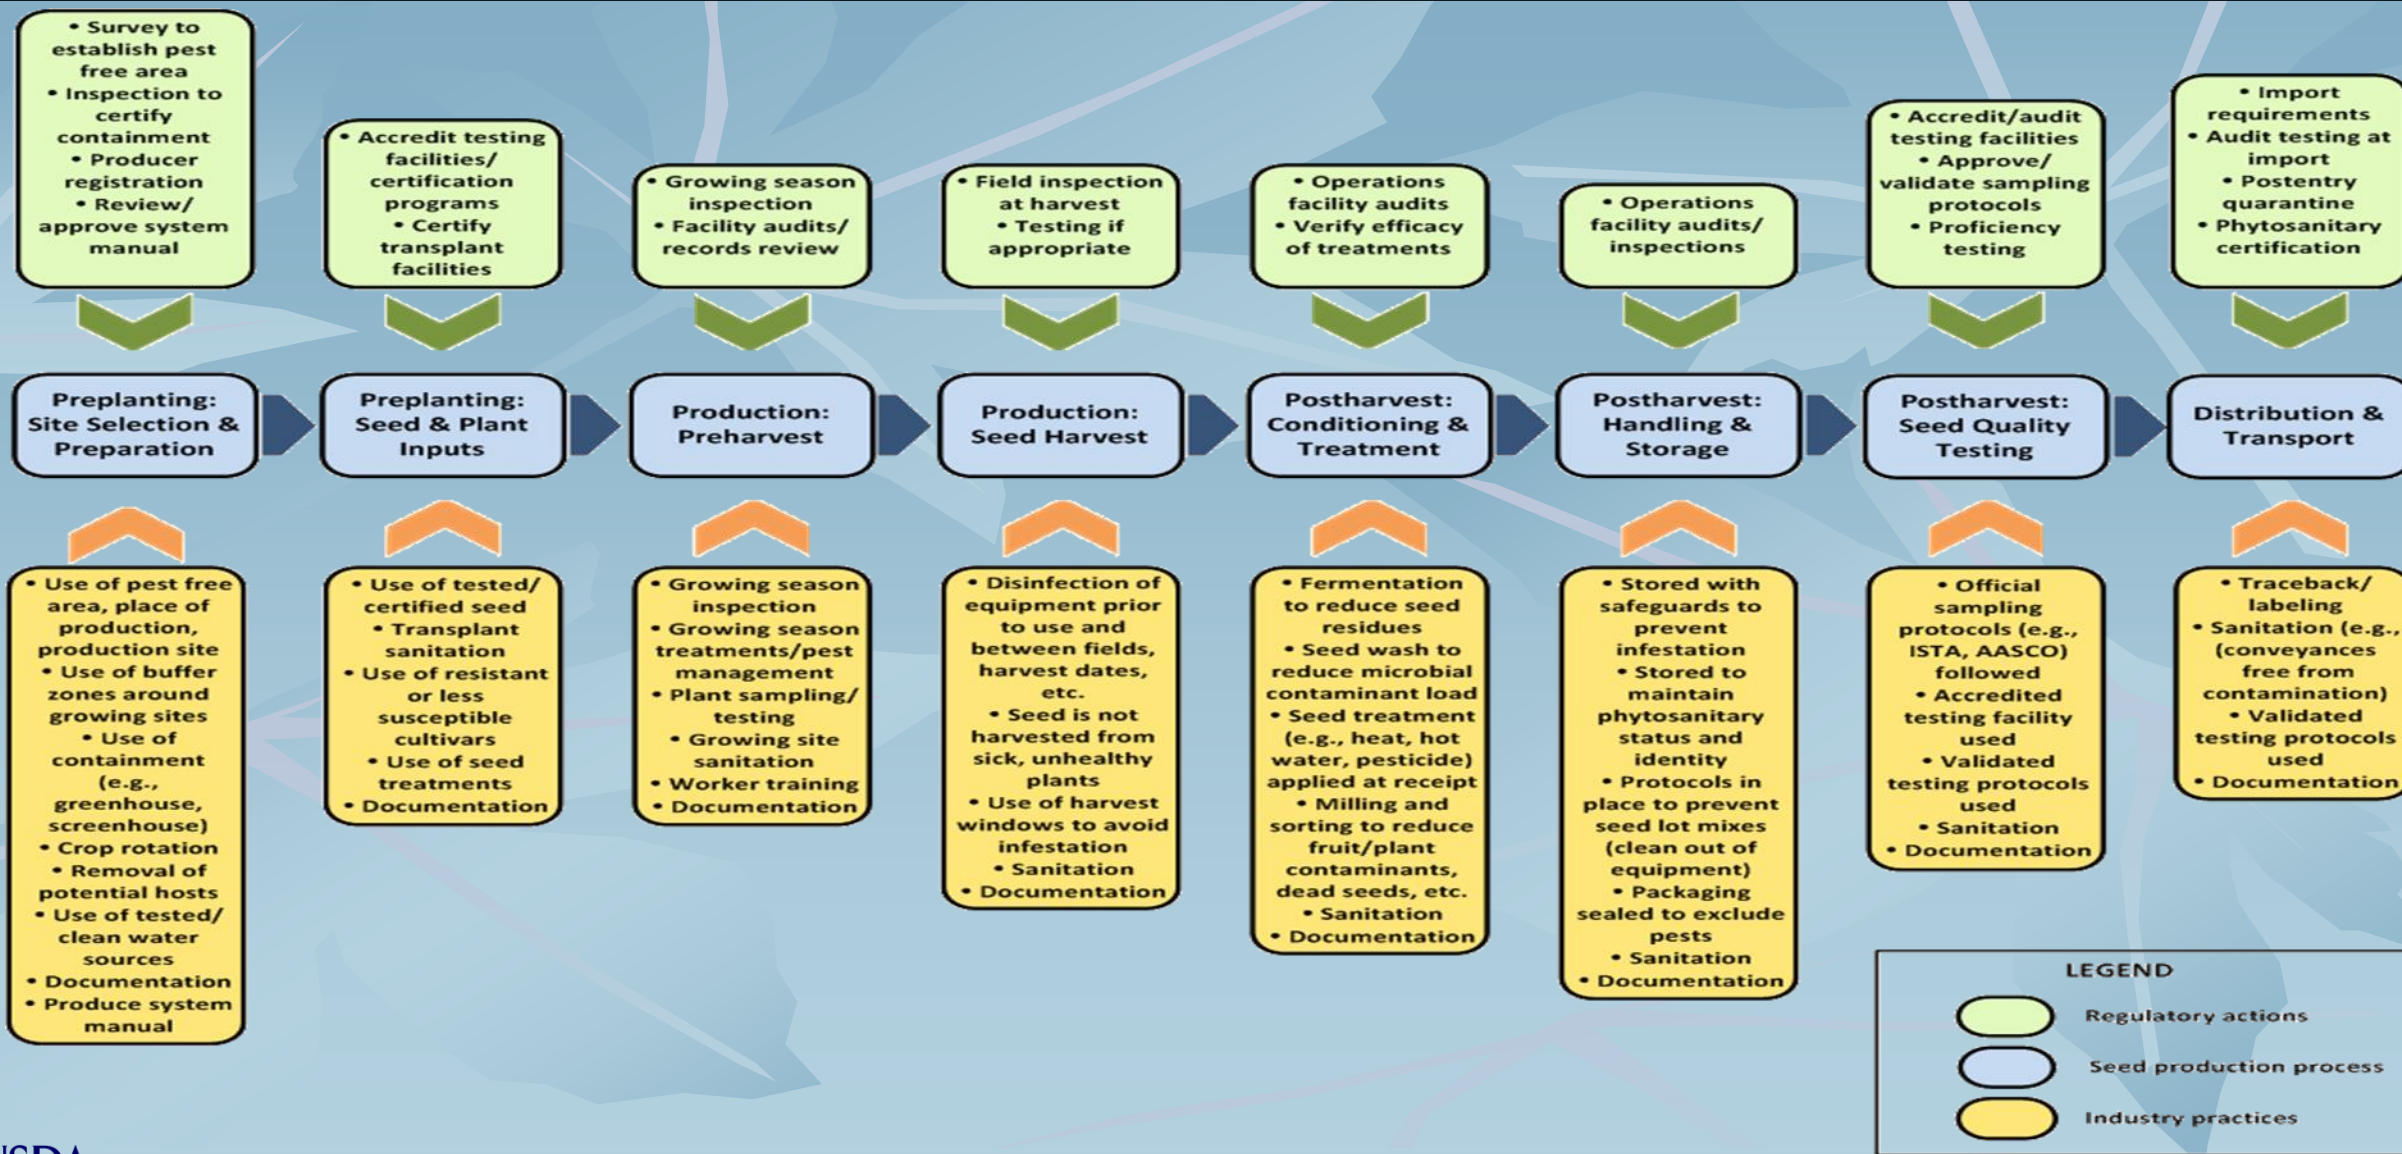 • Survey to
establish pest
free area
• Inspection to
certify
containment
• Producer
registration
• Review/
approve system
manual
• Accredit testing
facilities/
certification
programs
• Certify
transplant
facilities
• Growing season
inspection
• Facility audits/
records review
• Field inspection
at harvest
• Testing if
appropriate
• Operations
facility audits
• Verify efficacy
of treatments
• Operations
facility audits/
inspections
• Accredit/audit
testing facilities
• Approve/
validate sampling
protocols
• Proficiency
testing
• Import
requirements
• Audit testing at
import
• Postentry
quarantine
• Phytosanitary
certification
Preplanting:
Site Selection &
Preparation
Preplanting:
Seed & Plant
Inputs
Production:
Preharvest
Production:
Seed Harvest
Postharvest:
Conditioning &
Treatment
Postharvest:
Handling &
Storage
Postharvest:
Seed Quality
Testing
Distribution &
Transport
• Use of pest free
area, place of
production,
production site
• Use of buffer
zones around
growing sites
• Use of
containment
(e.g.,
greenhouse,
screenhouse)
• Crop rotation
• Removal of
potential hosts
• Use of tested/
clean water
sources
• Documentation
• Produce system
manual
• Use of tested/
certified seed
• Transplant
sanitation
• Use of resistant
or less
susceptible
cultivars
• Use of seed
treatments
• Documentation
• Growing season
inspection
• Growing season
treatments/pest
management
• Plant sampling/
testing
• Growing site
sanitation
• Worker training
• Documentation
• Disinfection of
equipment prior
to use and
between fields,
harvest dates,
etc.
• Seed is not
harvested from
sick, unhealthy
plants
• Use of harvest
windows to avoid
infestation
• Sanitation
• Documentation
• Fermentation
to reduce seed
residues
• Seed wash to
reduce microbial
contaminant load
• Seed treatment
(e.g., heat, hot
water, pesticide)
applied at receipt
• Milling and
sorting to reduce
fruit/plant
contaminants,
dead seeds, etc.
• Sanitation
• Documentation
• Stored with
safeguards to
prevent
infestation
• Stored to
maintain
phytosanitary
status and
identity
• Protocols in
place to prevent
seed lot mixes
(clean out of
equipment)
• Packaging
sealed to exclude
pests
• Sanitation
• Documentation
• Official
sampling
protocols (e.g.,
ISTA, AASCO)
followed
• Accredited
testing facility
used
• Validated
testing protocols
used
• Sanitation
• Documentation
• Traceback/
labeling
• Sanitation (e.g.,
(conveyances
free from
contamination)
• Validated
testing protocols
used
• Documentation
LEGEND
Regulatory actions
Seed production process
Industry practices